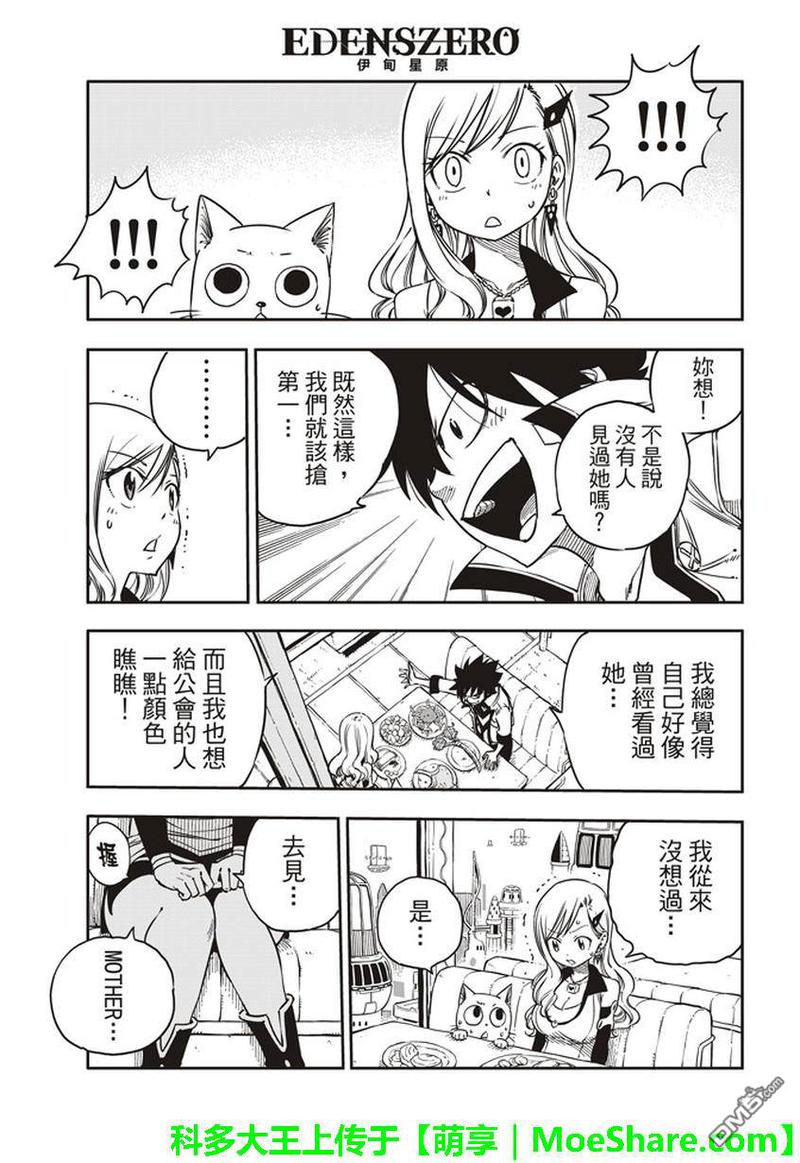 EDENSZERO
伊甸星原
!!!
!!!
妳想！
不是說
沒有人
見過她嗎？
既然這樣，
我們就該搶
第一…
………
我總覺得
自己好像
曾經看過
她…
而且我也想
給公會的人
一點顏色
瞧瞧！
我從來
沒想過…
是…
去見…
握
MOTHER…
DM5.com
科多大王上传于【萌享｜MoeShare.com】